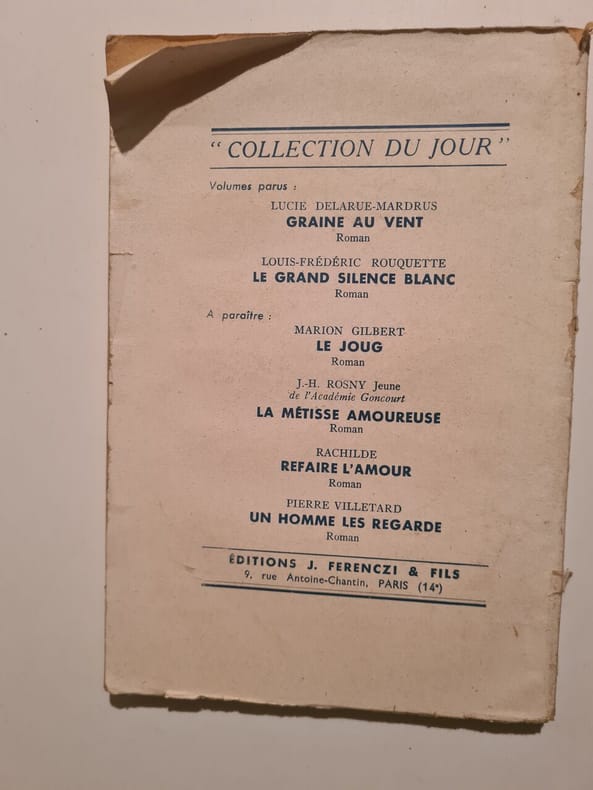 “ COLLECTION DU JOUR ”
Volumes parus :
LUCIE DELARUE-MARDRUS
GRAINE AU VENT
Roman
LOUIS-FRÉDÉRIC ROUQUETTE
LE GRAND SILENCE BLANC
Roman
A paraître :
MARION GILBERT
LE JOUG
Roman
J.-H. ROSNY Jeune
de l'Académie Goncourt
LA MÉTISSE AMOUREUSE
Roman
RACHILDE
REFAIRE L'AMOUR
Roman
PIERRE VILLETARD
UN HOMME LES REGARDE
Roman
ÉDITIONS J. FERENCZI & FILS
9, rue Antoine-Chantin, PARIS (14ᵉ)